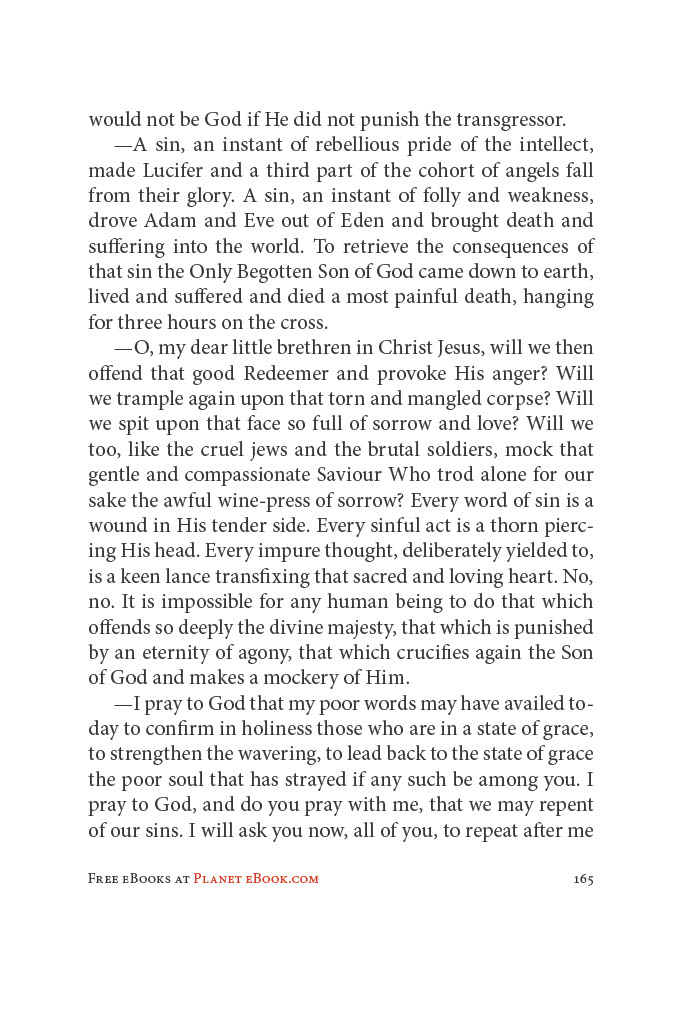 would not be God if He did not punish the transgressor.
—A sin, an instant of rebellious pride of the intellect,
made Lucifer and a third part of the cohort of angels fall
from their glory. A sin, an instant of folly and weakness,
drove Adam and Eve out of Eden and brought death and
suffering into the world. To retrieve the consequences of
that sin the Only Begotten Son of God came down to earth,
lived and suffered and died a most painful death, hanging
for three hours on the cross.
—O, my dear little brethren in Christ Jesus, will we then
offend that good Redeemer and provoke His anger? Will
we trample again upon that torn and mangled corpse? Will
we spit upon that face so full of sorrow and love? Will we
too, like the cruel jews and the brutal soldiers, mock that
gentle and compassionate Saviour Who trod alone for our
sake the awful wine-press of sorrow? Every word of sin is a
wound in His tender side. Every sinful act is a thorn pierc-
ing His head. Every impure thought, deliberately yielded to,
is a keen lance transfixing that sacred and loving heart. No,
no. It is impossible for any human being to do that which
offends so deeply the divine majesty, that which is punished
by an eternity of agony, that which crucifies again the Son
of God and makes a mockery of Him.
—I pray to God that my poor words may have availed to-
day to confirm in holiness those who are in a state of grace,
to strengthen the wavering, to lead back to the state of grace
the poor soul that has strayed if any such be among you. I
pray to God, and do you pray with me, that we may repent
of our sins. I will ask you now, all of you, to repeat after me
Free eBooks at Planet eBook.com 165